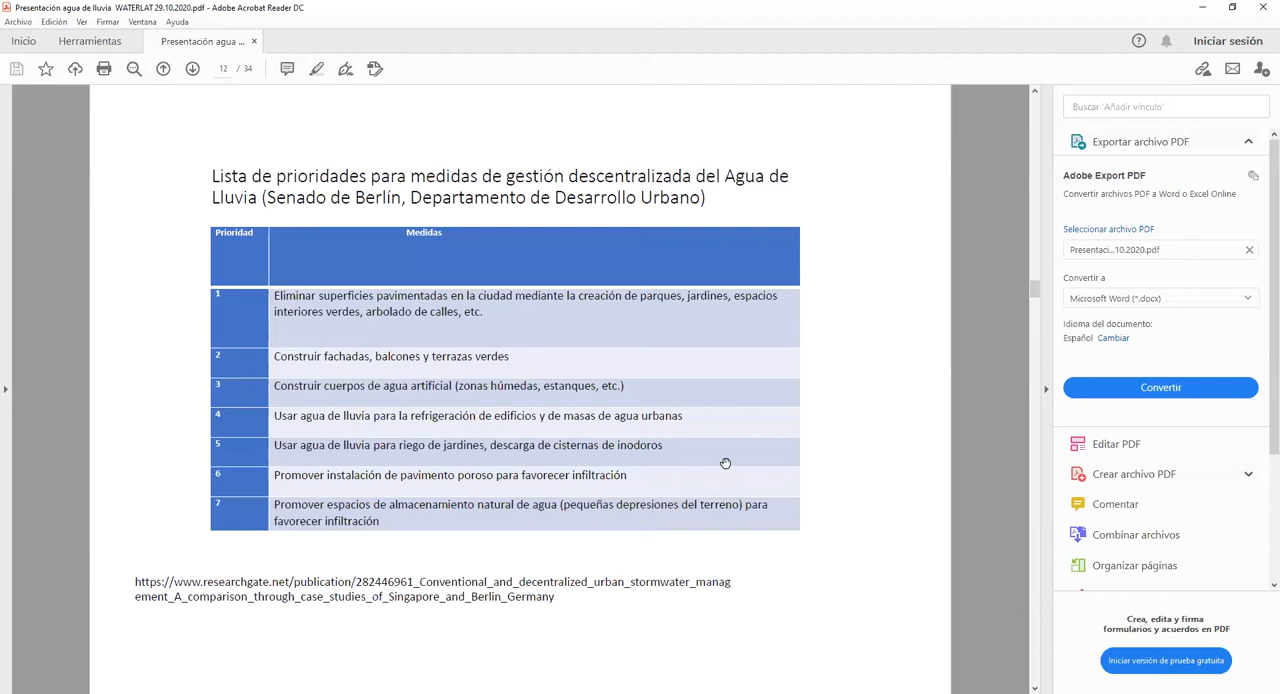 Presentación agua de lluvia  WATERLAT 29.10.2020.pdf - Adobe Acrobat Reader DC
Archivo Edición Ver Firmar Ventana Ayuda
Inicio Herramientas Presentación agua ... × Iniciar sesión
12 / 34
Buscar 'Añadir vínculo'
Exportar archivo PDF
Adobe Export PDF
Convertir archivos PDF a Word o Excel Online
Seleccionar archivo PDF
Presentaci...10.2020.pdf
Convertir a
Microsoft Word (*.docx)
Idioma del documento:
Español Cambiar
Convertir
Editar PDF
Crear archivo PDF
Comentar
Combinar archivos
Organizar páginas
Crea, edita y firma
formularios y acuerdos en PDF
Iniciar versión de prueba gratuita
Lista de prioridades para medidas de gestión descentralizada del Agua de
Lluvia (Senado de Berlín, Departamento de Desarrollo Urbano)
Prioridad Medidas
1 Eliminar superficies pavimentadas en la ciudad mediante la creación de parques, jardines, espacios
interiores verdes, arbolado de calles, etc.
2 Construir fachadas, balcones y terrazas verdes
3 Construir cuerpos de agua artificial (zonas húmedas, estanques, etc.)
4 Usar agua de lluvia para la refrigeración de edificios y de masas de agua urbanas
5 Usar agua de lluvia para riego de jardines, descarga de cisternas de inodoros
6 Promover instalación de pavimento poroso para favorecer infiltración
7 Promover espacios de almacenamiento natural de agua (pequeñas depresiones del terreno) para
favorecer infiltración
https://www.researchgate.net/publication/282446961_Conventional_and_decentralized_urban_stormwater_manag
ement_A_comparison_through_case_studies_of_Singapore_and_Berlin_Germany